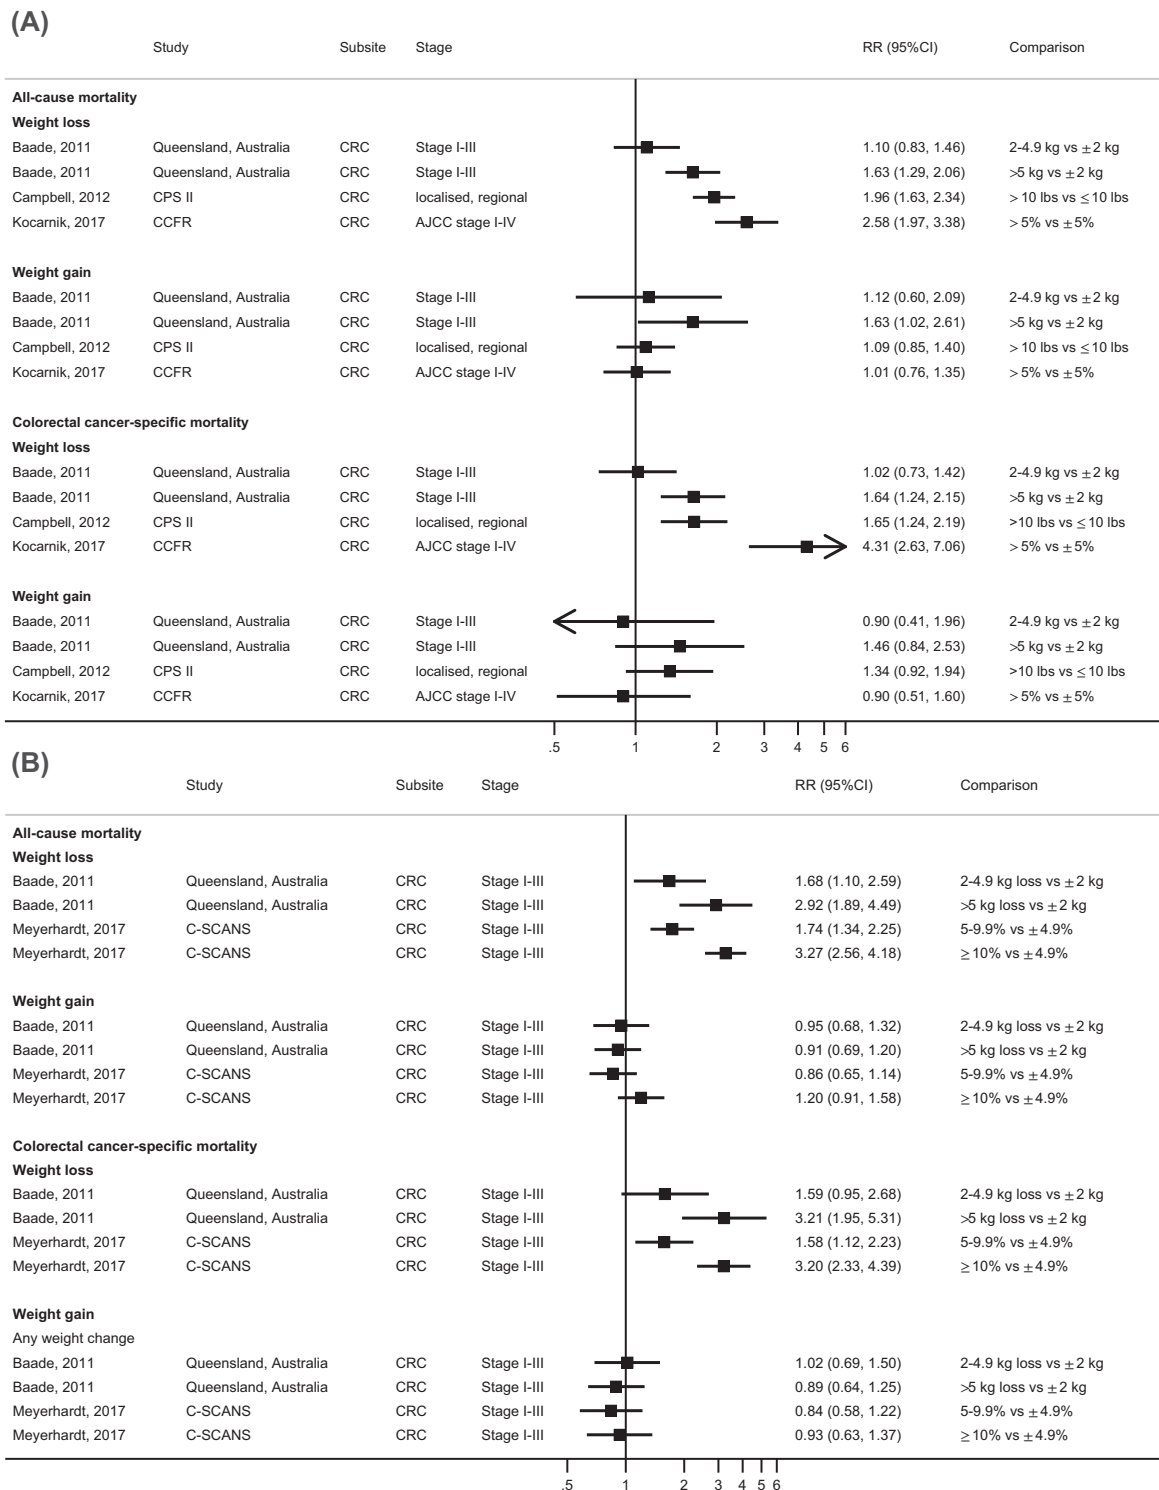 (A)
Study Subsite Stage RR (95%CI) Comparison
All-cause mortality
Weight loss
Baade, 2011 Queensland, Australia CRC Stage I-III 1.10 (0.83, 1.46) 2-4.9 kg vs ±2 kg
Baade, 2011 Queensland, Australia CRC Stage I-III 1.63 (1.29, 2.06) >5 kg vs ±2 kg
Campbell, 2012 CPS II CRC localised, regional 1.96 (1.63, 2.34) >10 lbs vs ≤10 lbs
Kocarnik, 2017 CCFR CRC AJCC stage I-IV 2.58 (1.97, 3.38) >5% vs ±5%
Weight gain
Baade, 2011 Queensland, Australia CRC Stage I-III 1.12 (0.60, 2.09) 2-4.9 kg vs ±2 kg
Baade, 2011 Queensland, Australia CRC Stage I-III 1.63 (1.02, 2.61) >5 kg vs ±2 kg
Campbell, 2012 CPS II CRC localised, regional 1.09 (0.85, 1.40) >10 lbs vs ≤10 lbs
Kocarnik, 2017 CCFR CRC AJCC stage I-IV 1.01 (0.76, 1.35) >5% vs ±5%
Colorectal cancer-specific mortality
Weight loss
Baade, 2011 Queensland, Australia CRC Stage I-III 1.02 (0.73, 1.42) 2-4.9 kg vs ±2 kg
Baade, 2011 Queensland, Australia CRC Stage I-III 1.64 (1.24, 2.15) >5 kg vs ±2 kg
Campbell, 2012 CPS II CRC localised, regional 1.65 (1.24, 2.19) >10 lbs vs ≤10 lbs
Kocarnik, 2017 CCFR CRC AJCC stage I-IV 4.31 (2.63, 7.06) >5% vs ±5%
Weight gain
Baade, 2011 Queensland, Australia CRC Stage I-III 0.90 (0.41, 1.96) 2-4.9 kg vs ±2 kg
Baade, 2011 Queensland, Australia CRC Stage I-III 1.46 (0.84, 2.53) >5 kg vs ±2 kg
Campbell, 2012 CPS II CRC localised, regional 1.34 (0.92, 1.94) >10 lbs vs ≤10 lbs
Kocarnik, 2017 CCFR CRC AJCC stage I-IV 0.90 (0.51, 1.60) >5% vs ±5%
.5 1 2 3 4 5 6
(B)
Study Subsite Stage RR (95%CI) Comparison
All-cause mortality
Weight loss
Baade, 2011 Queensland, Australia CRC Stage I-III 1.68 (1.10, 2.59) 2-4.9 kg loss vs ±2 kg
Baade, 2011 Queensland, Australia CRC Stage I-III 2.92 (1.89, 4.49) >5 kg loss vs ±2 kg
Meyerhardt, 2017 C-SCANS CRC Stage I-III 1.74 (1.34, 2.25) 5-9.9% vs ±4.9%
Meyerhardt, 2017 C-SCANS CRC Stage I-III 3.27 (2.56, 4.18) ≥10% vs ±4.9%
Weight gain
Baade, 2011 Queensland, Australia CRC Stage I-III 0.95 (0.68, 1.32) 2-4.9 kg loss vs ±2 kg
Baade, 2011 Queensland, Australia CRC Stage I-III 0.91 (0.69, 1.20) >5 kg loss vs ±2 kg
Meyerhardt, 2017 C-SCANS CRC Stage I-III 0.86 (0.65, 1.14) 5-9.9% vs ±4.9%
Meyerhardt, 2017 C-SCANS CRC Stage I-III 1.20 (0.91, 1.58) ≥10% vs ±4.9%
Colorectal cancer-specific mortality
Weight loss
Baade, 2011 Queensland, Australia CRC Stage I-III 1.59 (0.95, 2.68) 2-4.9 kg loss vs ±2 kg
Baade, 2011 Queensland, Australia CRC Stage I-III 3.21 (1.95, 5.31) >5 kg loss vs ±2 kg
Meyerhardt, 2017 C-SCANS CRC Stage I-III 1.58 (1.12, 2.23) 5-9.9% vs ±4.9%
Meyerhardt, 2017 C-SCANS CRC Stage I-III 3.20 (2.33, 4.39) ≥10% vs ±4.9%
Weight gain
Any weight change
Baade, 2011 Queensland, Australia CRC Stage I-III 1.02 (0.69, 1.50) 2-4.9 kg loss vs ±2 kg
Baade, 2011 Queensland, Australia CRC Stage I-III 0.89 (0.64, 1.25) >5 kg loss vs ±2 kg
Meyerhardt, 2017 C-SCANS CRC Stage I-III 0.84 (0.58, 1.22) 5-9.9% vs ±4.9%
Meyerhardt, 2017 C-SCANS CRC Stage I-III 0.93 (0.63, 1.37) ≥10% vs ±4.9%
.5 1 2 3 4 5 6